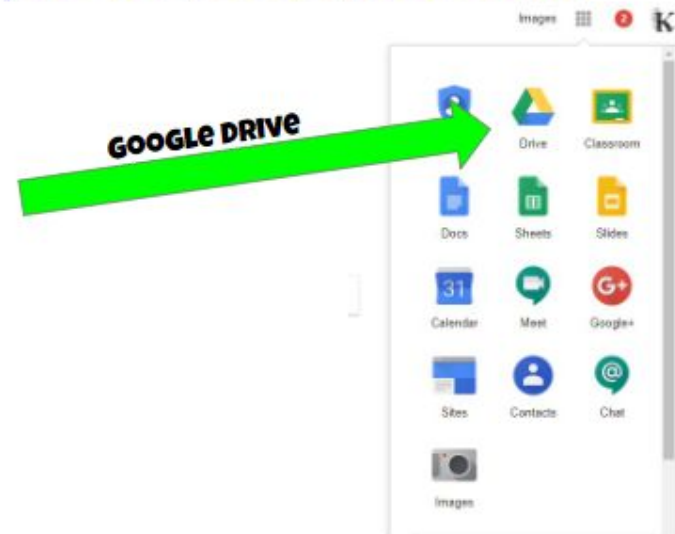 Images 2 K
GOOGLE DRIVE
Drive Classroom
Docs Sheets Slides
31 G+
Calendar Meet Google+
@
Sites Contacts Chat
Images